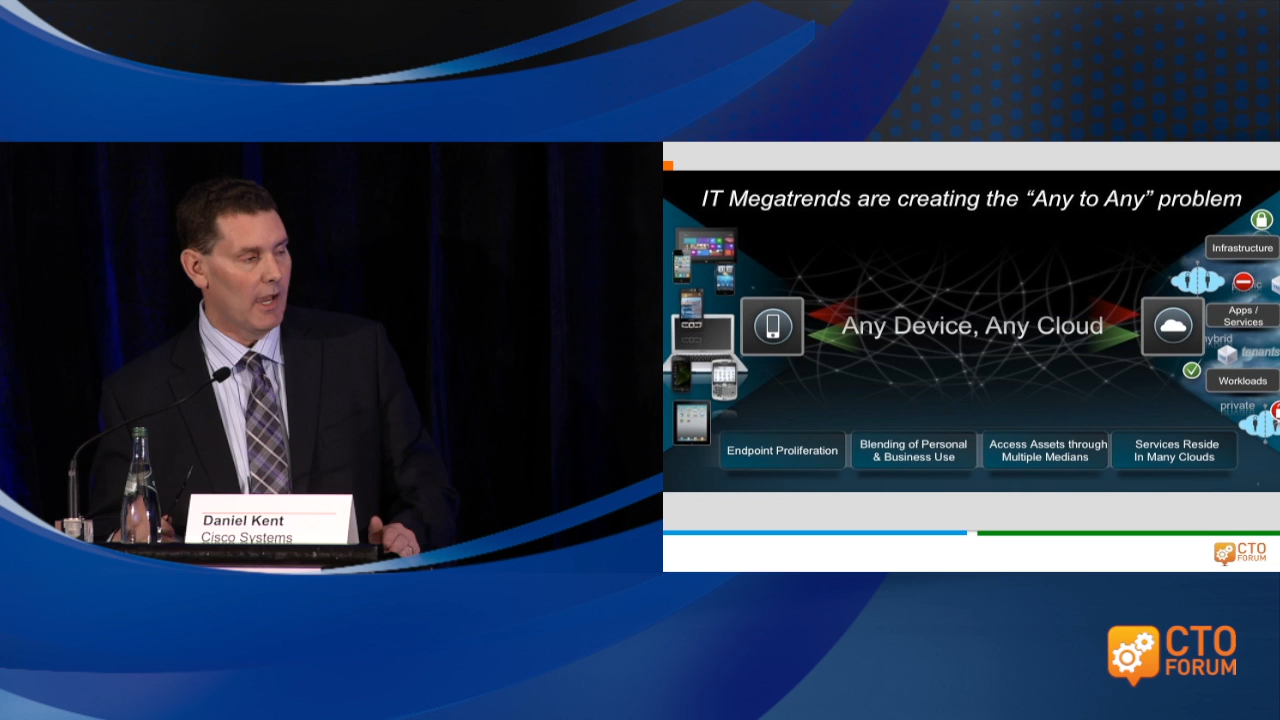 Daniel Kent
Cisco Systems
IT Megatrends are creating the “Any to Any” problem
Any Device, Any Cloud
Infrastructure
Apps /
Services
hybrid
tenants
Workloads
private
Endpoint Proliferation
Blending of Personal
& Business Use
Access Assets through
Multiple Medians
Services Reside
In Many Clouds
CTO
FORUM
CTO
FORUM